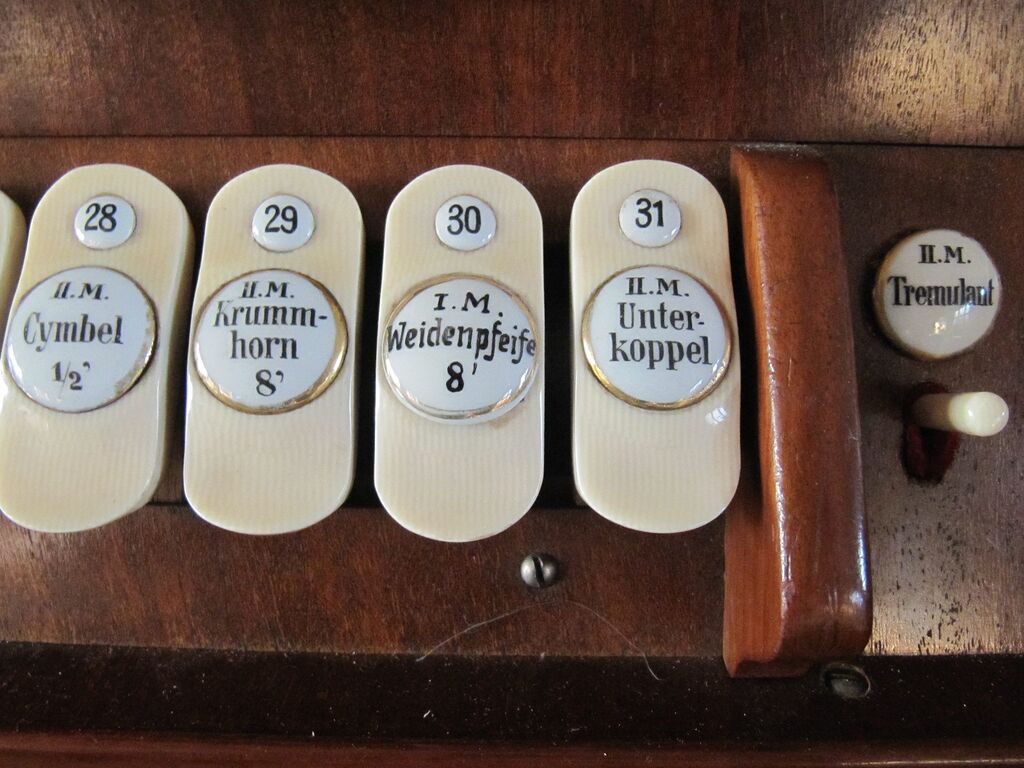 28
II.M.
Cymbel
1/2'
29
II.M.
Krumm-
horn
8'
30
I.M.
Weidenpfeife
8'
31
II.M.
Unter-
koppel
II.M.
Tremulant